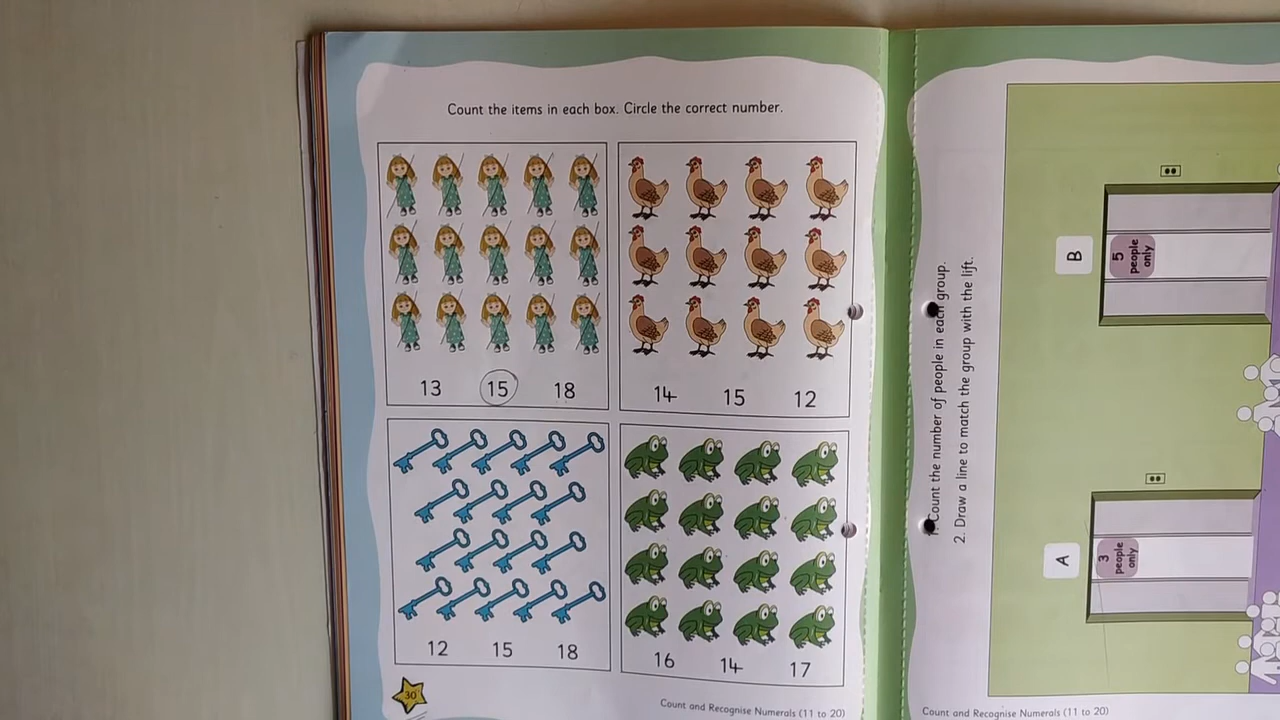 Count the items in each box. Circle the correct number.
13 15 18
14 15 12
12 15 18
16 14 17
30
Count and Recognise Numerals (11 to 20)
1. Count the number of people in each group.
2. Draw a line to match the group with the lift.
A
3
people
only
B
5
people
only
Count and Recognise Numerals (11 to 20)